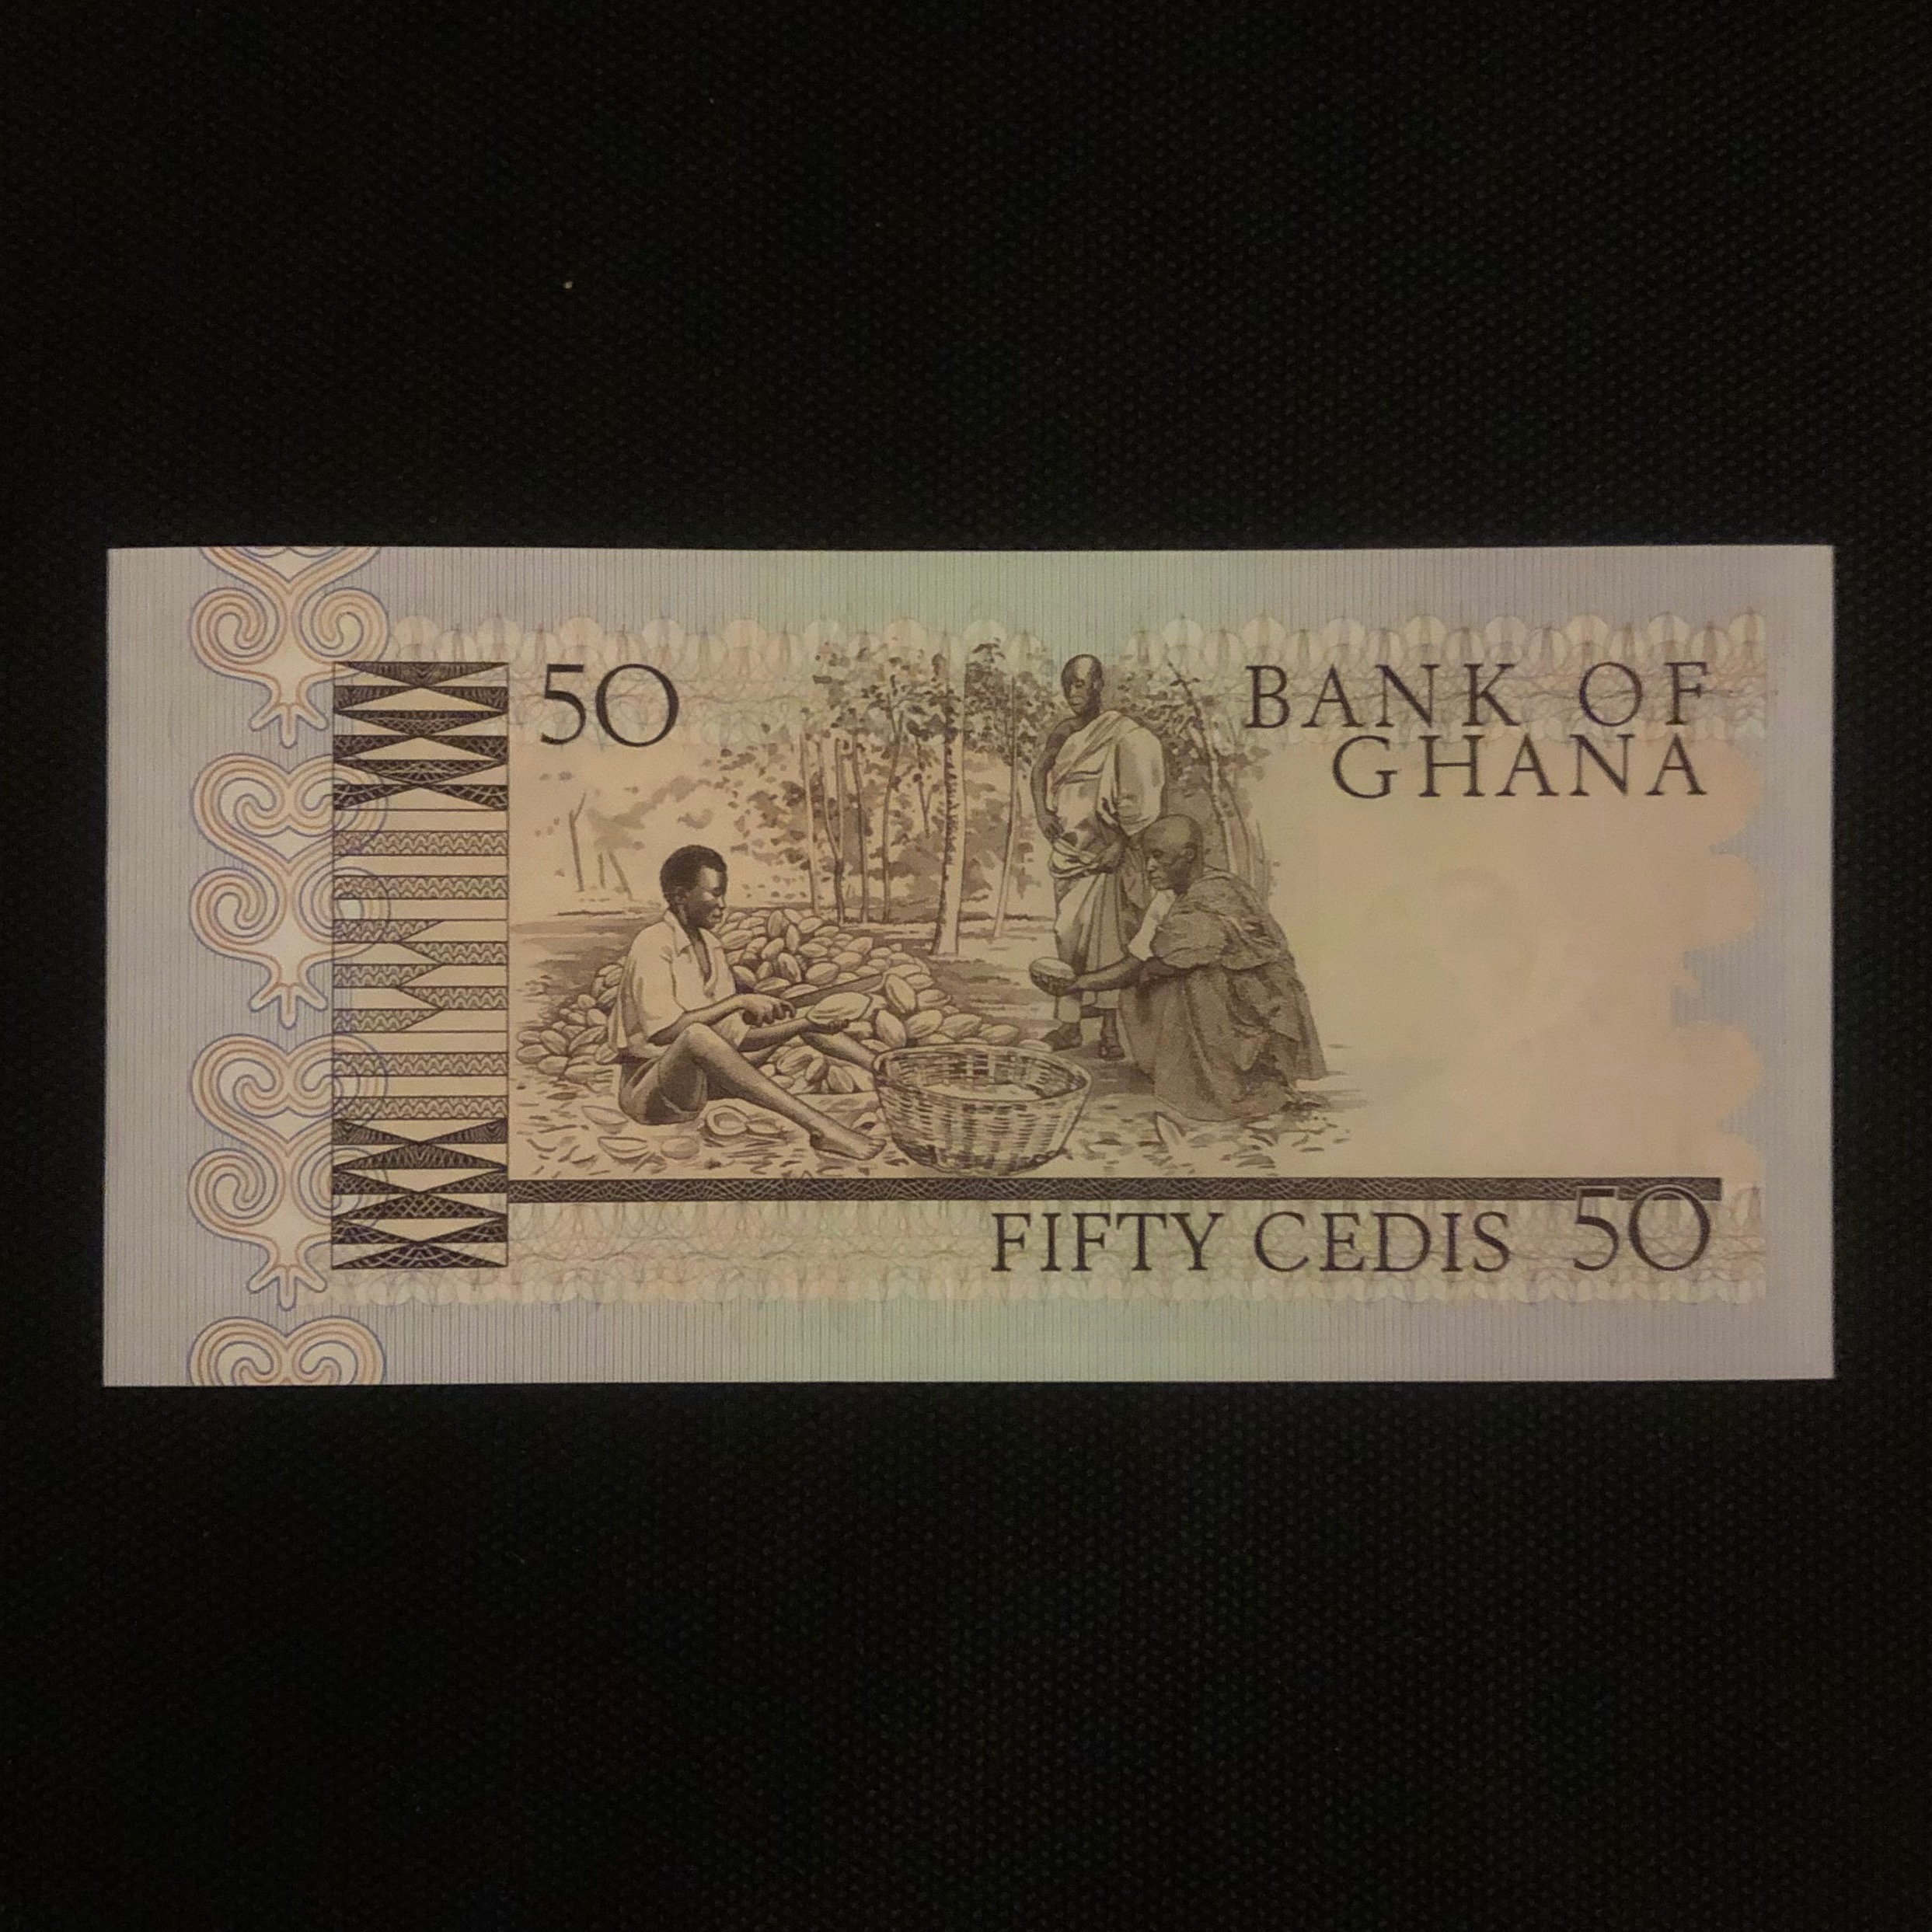 50
BANK OF
GHANA
FIFTY CEDIS 50